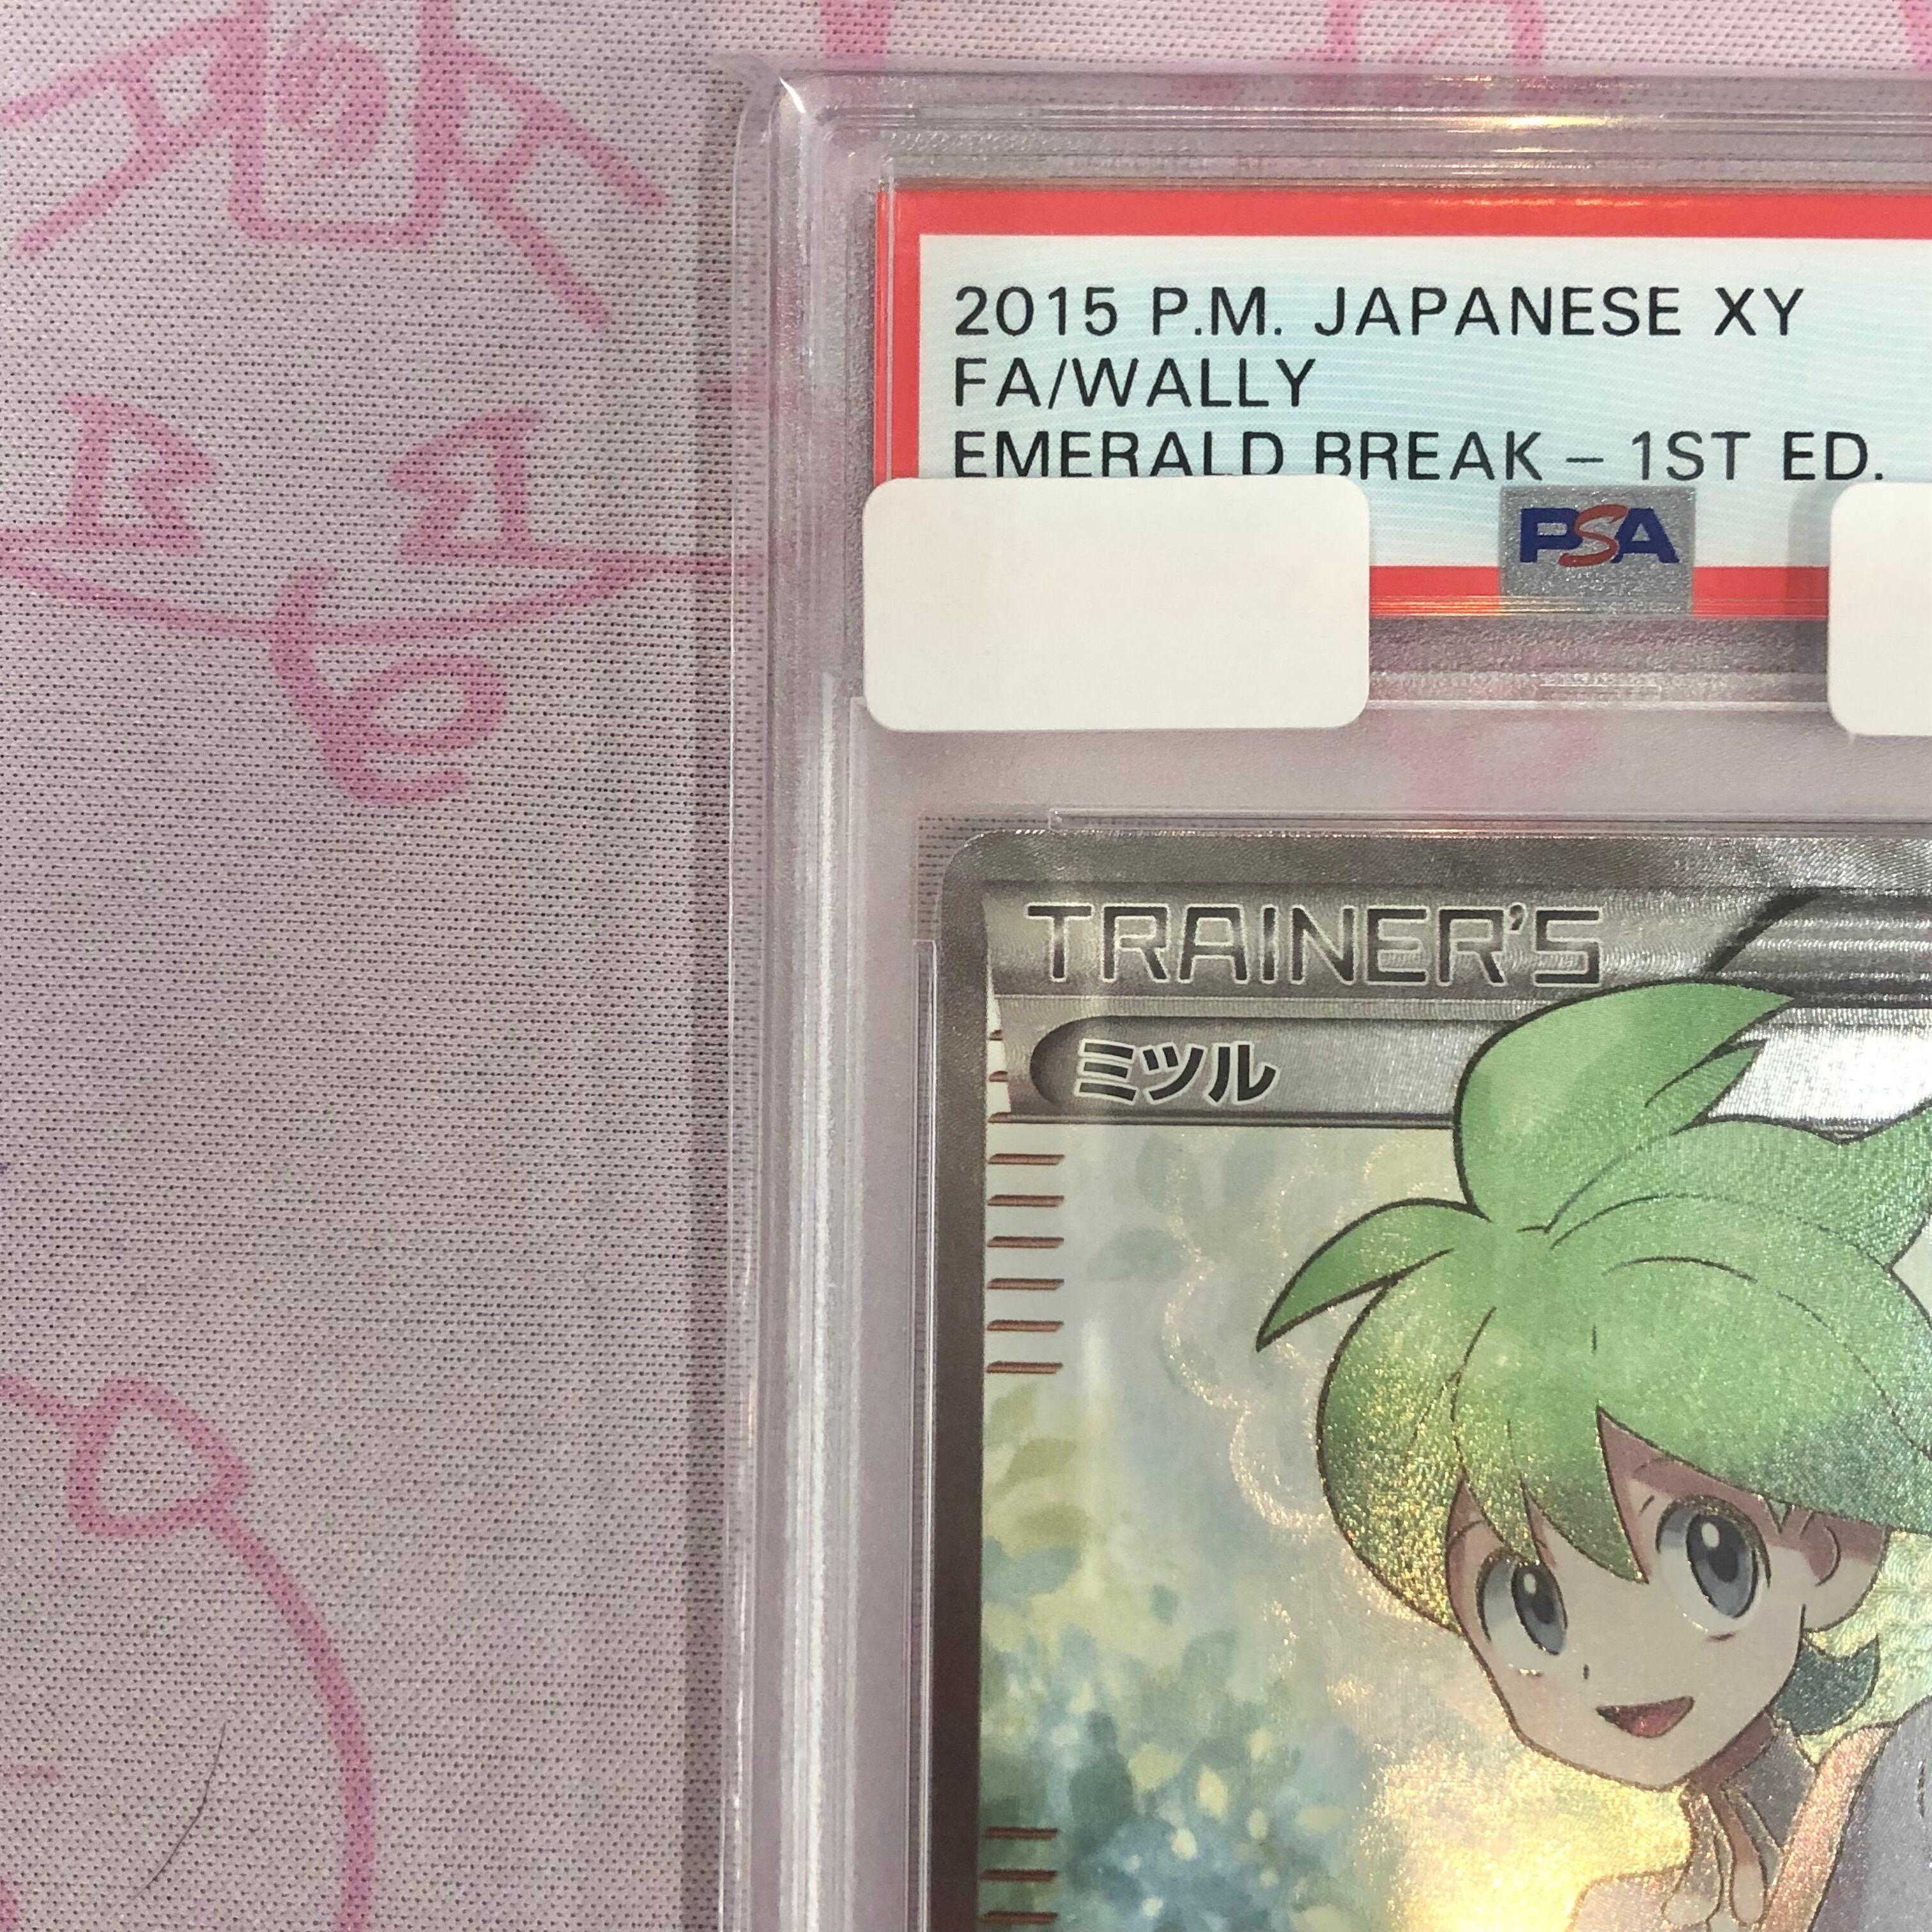 2015 P.M. JAPANESE XY
FA/WALLY
EMERALD BREAK – 1ST ED.
PSA
TRAINER'S
ミツル